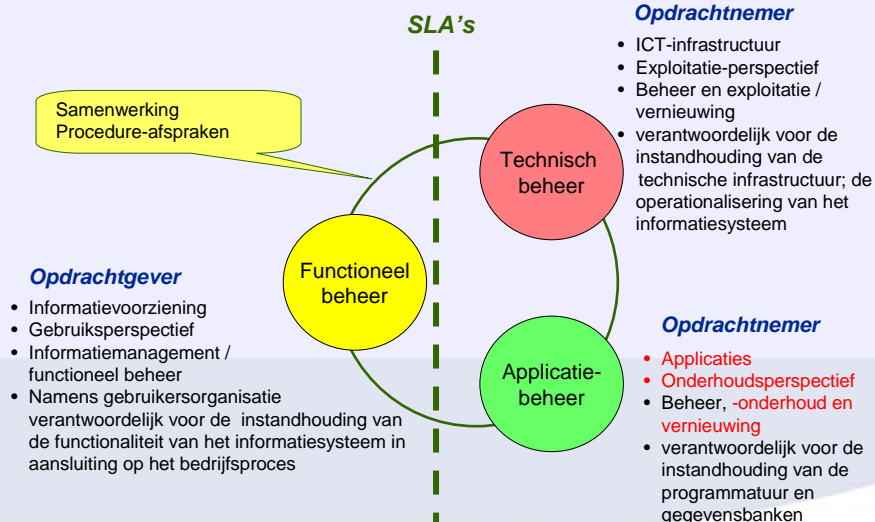 SLA's
Samenwerking
Procedure-afspraken
Opdrachtnemer
• ICT-infrastructuur
• Exploitatie-perspectief
• Beheer en exploitatie /
vernieuwing
• verantwoordelijk voor de
instandhouding van de
technische infrastructuur; de
operationalisering van het
informatiesysteem
Technisch
beheer
Functioneel
beheer
Opdrachtgever
• Informatievoorziening
• Gebruiksperspectief
• Informatiemanagement /
functioneel beheer
• Namens gebruikersorganisatie
verantwoordelijk voor de instandhouding van
de functionaliteit van het informatiesysteem in
aansluiting op het bedrijfsproces
Applicatie-
beheer
Opdrachtnemer
• Applicaties
• Onderhoudsperspectief
• Beheer, -onderhoud en
vernieuwing
• verantwoordelijk voor de
instandhouding van de
programmatuur en
gegevensbanken